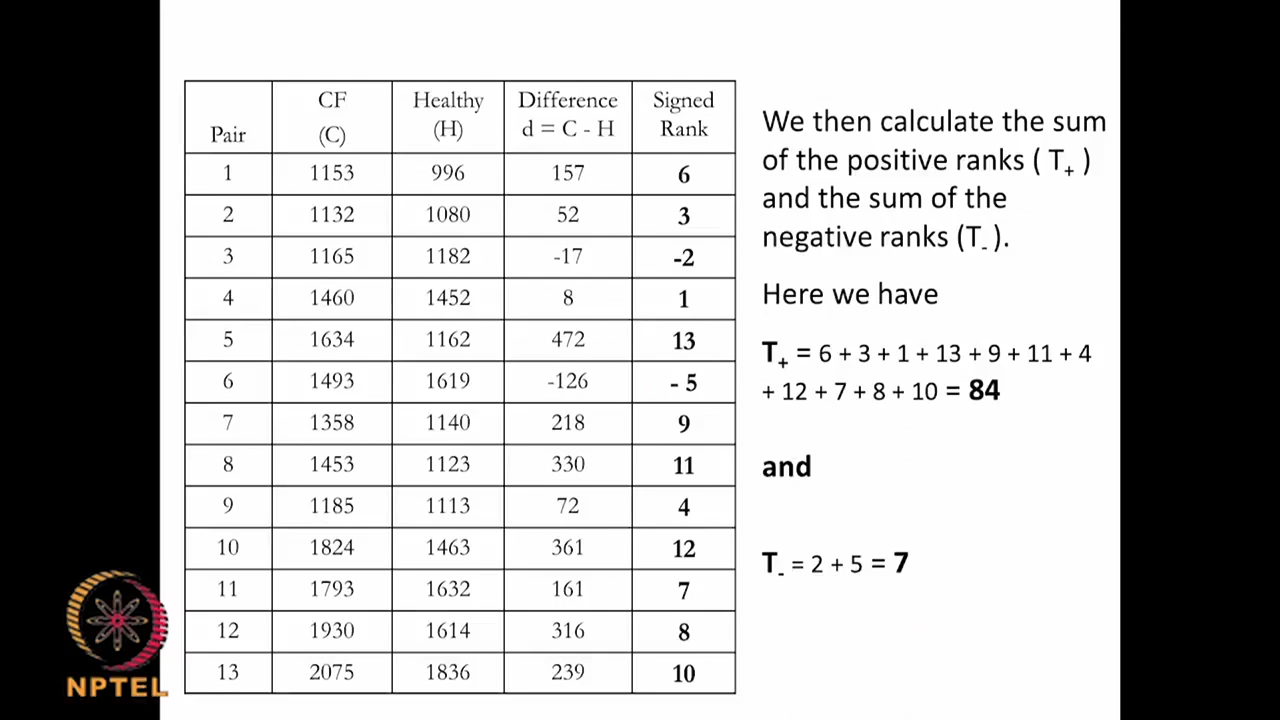 Pair CF (C) Healthy (H) Difference d = C - H Signed Rank
1 1153 996 157 6
2 1132 1080 52 3
3 1165 1182 -17 -2
4 1460 1452 8 1
5 1634 1162 472 13
6 1493 1619 -126 - 5
7 1358 1140 218 9
8 1453 1123 330 11
9 1185 1113 72 4
10 1824 1463 361 12
11 1793 1632 161 7
12 1930 1614 316 8
13 2075 1836 239 10
We then calculate the sum
of the positive ranks ( T+ )
and the sum of the
negative ranks (T- ).
Here we have
T+ = 6 + 3 + 1 + 13 + 9 + 11 + 4
+ 12 + 7 + 8 + 10 = 84
and
T- = 2 + 5 = 7
NPTEL